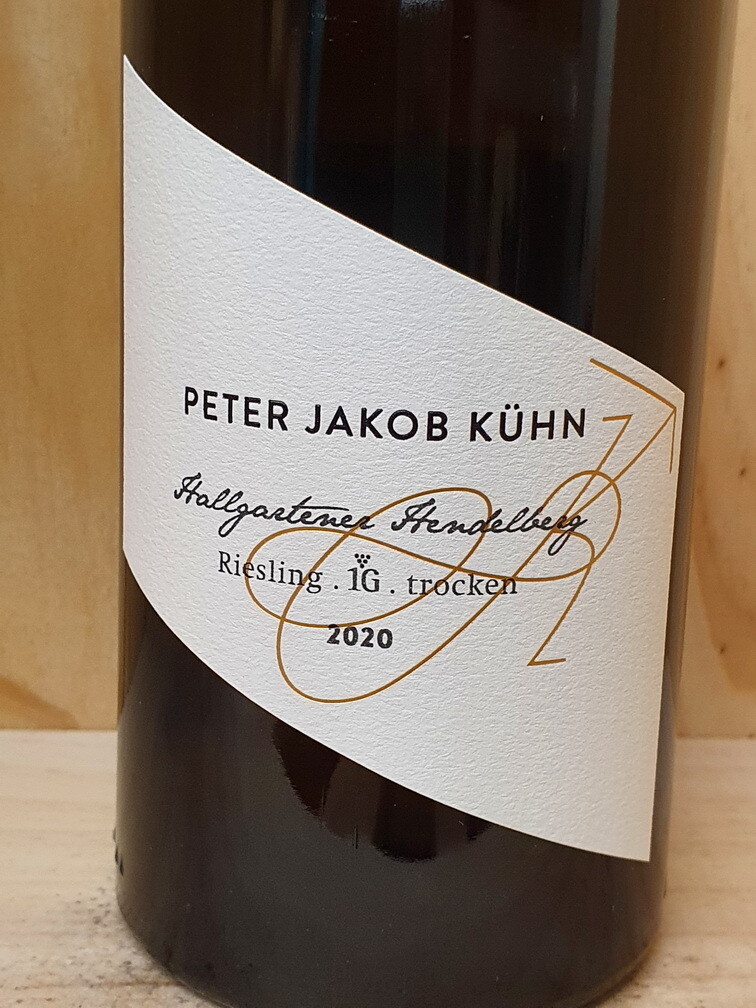 PETER JAKOB KÜHN
Hallgartener Hendelberg
Riesling . 1G . trocken
2020